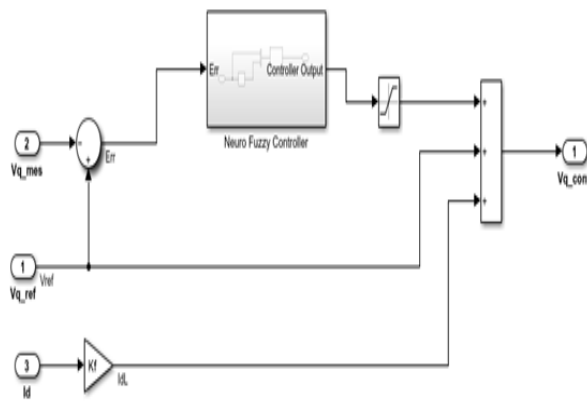 Err
Controller Output
Neuro Fuzzy Controller
2
Vq_mes
-
+
Err
+
+
+
1
Vq_con
1
Vq_ref
Vref
3
Id
Kf
IdL